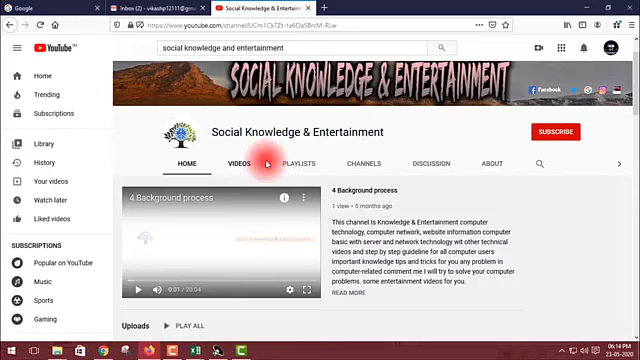 Google
Inbox (4) - vikashp12111@gma
Social Knowledge & Entertainmen
https://www.youtube.com/channel/UCm1Ck7Zt-ta6OaSBrcM-RLw
YouTube IN
social knowledge and entertainment
SOCIAL KNOWLEDGE & ENTERTAINMENT
Facebook
Home
Trending
Subscriptions
Library
History
Your videos
Watch later
Liked videos
SUBSCRIPTIONS
Popular on YouTube
Music
Sports
Gaming
Social Knowledge & Entertainment
SUBSCRIBE
HOME VIDEOS PLAYLISTS CHANNELS DISCUSSION ABOUT
4 Background process
0:01 / 20:04
4 Background process
1 view • 5 months ago
This channel Is Knowledge & Entertainment computer
technology, computer network, website information computer
basic with server and network technology wit other technical
videos and step by step guideline for all computer users
important knowledge tips and tricks for you any problem in
computer-related comment me I will try to solve your computer
problems. some entertainment videos for you.
READ MORE
Uploads PLAY ALL
06:14 PM
23-05-2020